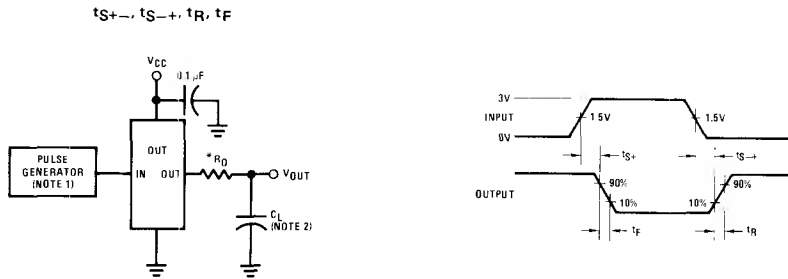 tS+–, tS–+, tR, tF
VCC
0.1 µF
OUT
PULSE
GENERATOR
(NOTE 1)
IN
OUT
*RO
VOUT
CL
(NOTE 2)
3V
INPUT
0V
1.5V
1.5V
tS+
tS–+
OUTPUT
90%
10%
10%
90%
tF
tR